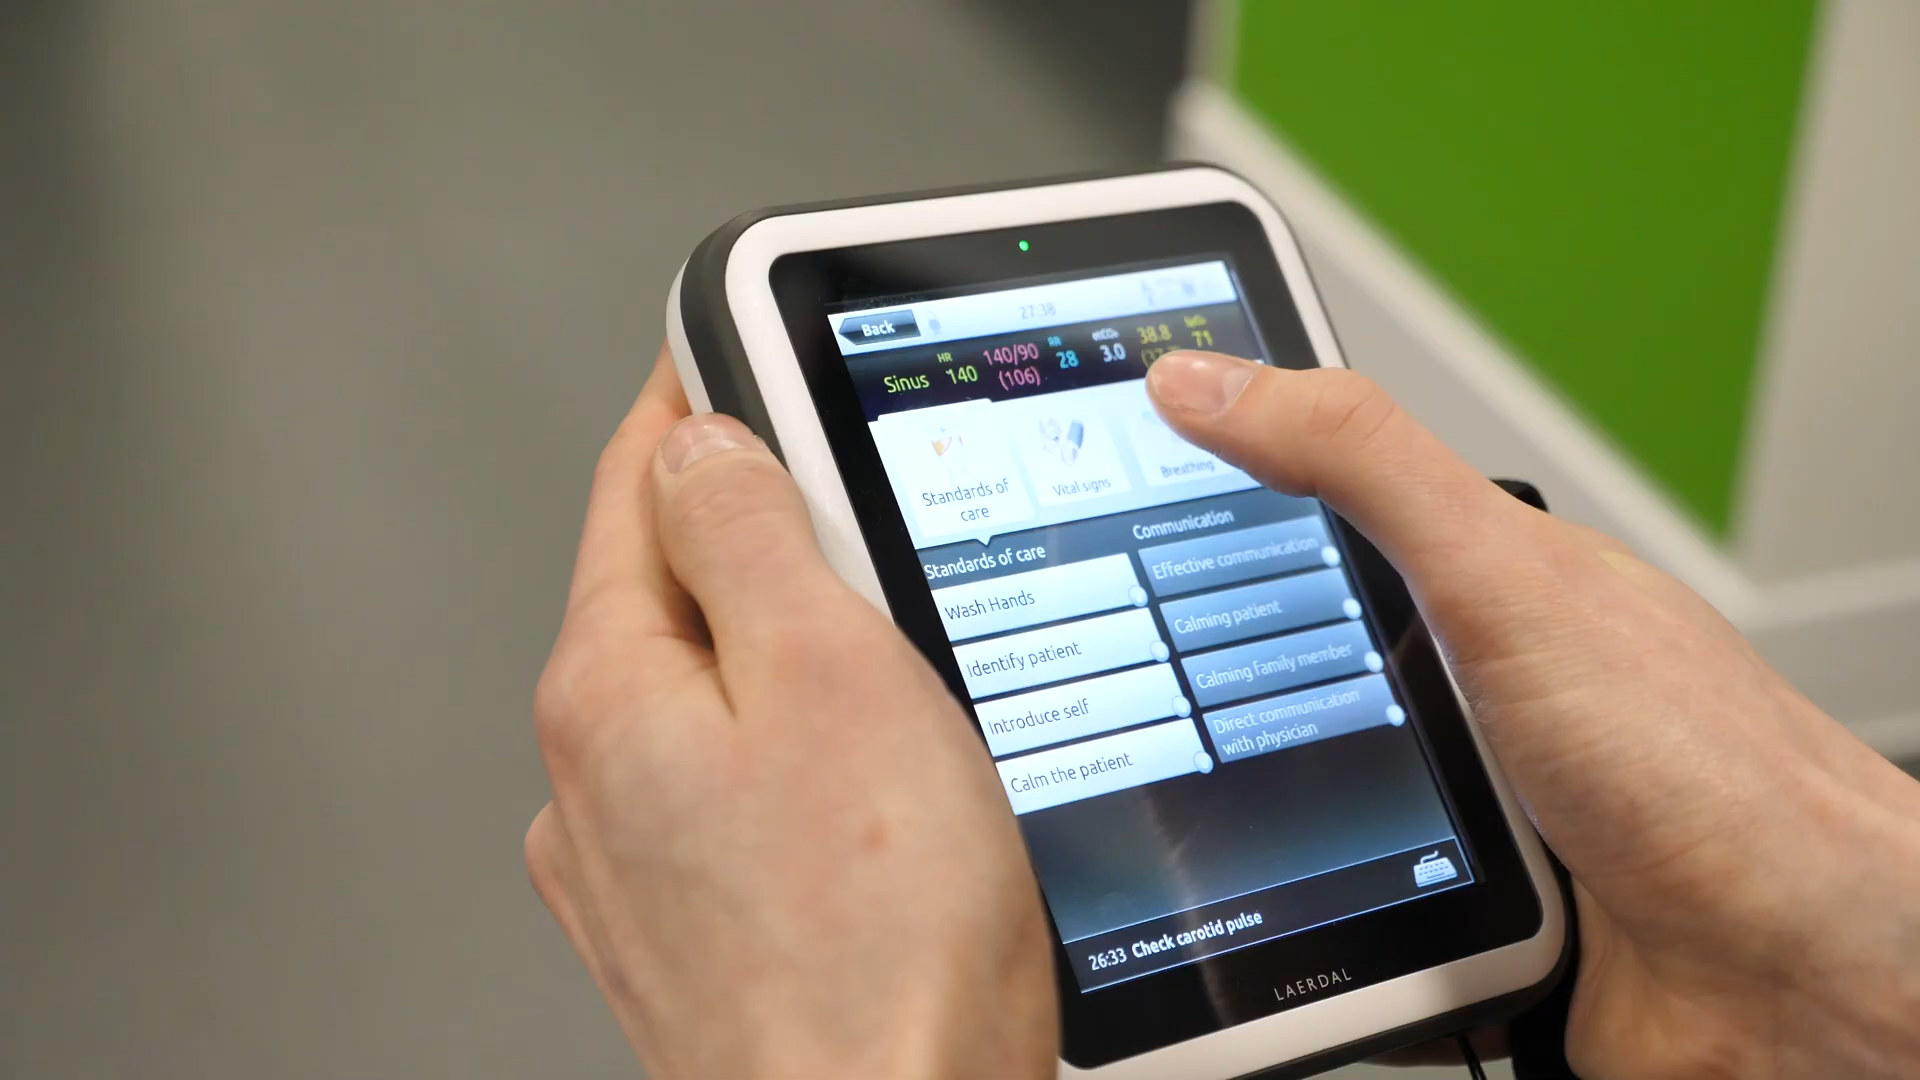 Back
27:38
HR
RR
etCO₂
SpO₂
Sinus
140
140/90
(106)
28
3.0
38.8
71
Standards of
care
Vital signs
Breathing
Standards of care
Communication
Wash Hands
Effective communication
Identify patient
Calming patient
Introduce self
Calming family member
Calm the patient
Direct communication
with physician
26:33 Check carotid pulse
LAERDAL